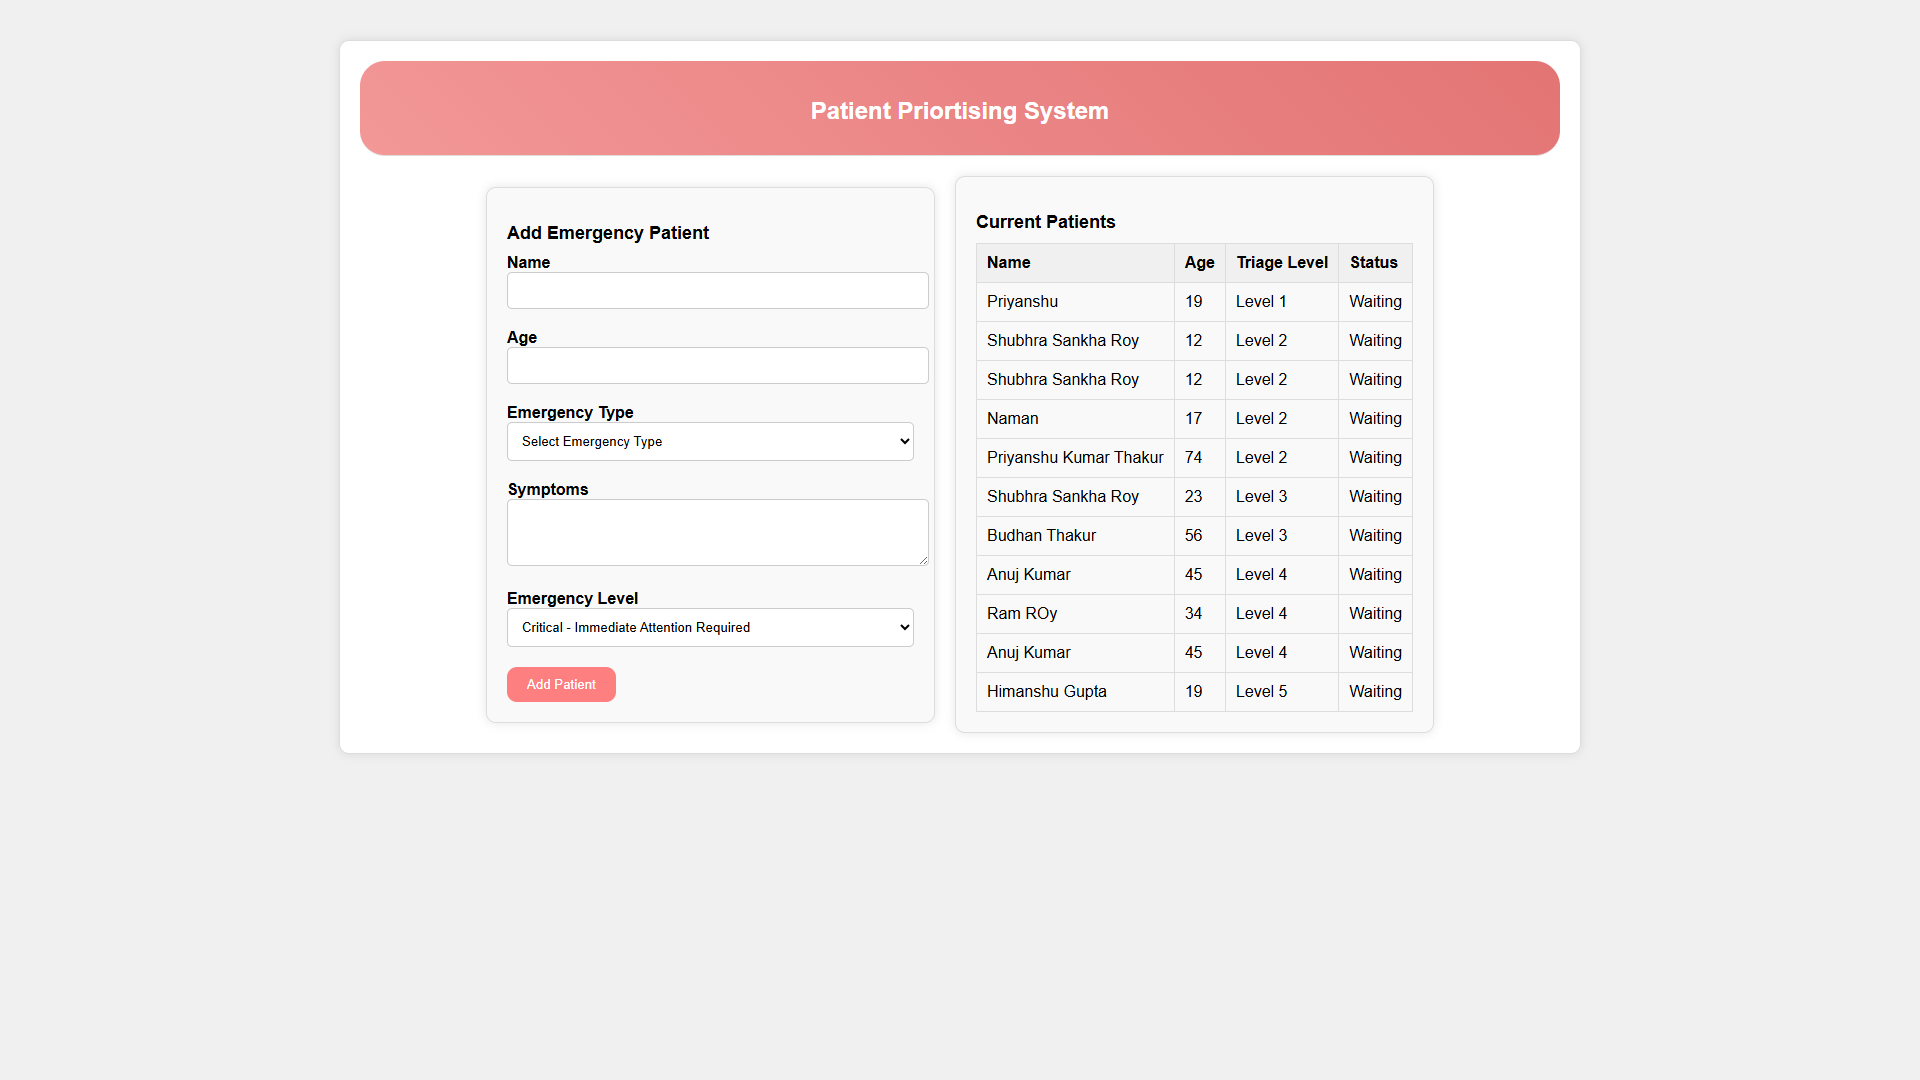 Patient Priortising System
Add Emergency Patient
Name
Age
Emergency Type
Select Emergency Type
Symptoms
Emergency Level
Critical - Immediate Attention Required
Add Patient
Current Patients
Name Age Triage Level Status
Priyanshu 19 Level 1 Waiting
Shubhra Sankha Roy 12 Level 2 Waiting
Shubhra Sankha Roy 12 Level 2 Waiting
Naman 17 Level 2 Waiting
Priyanshu Kumar Thakur 74 Level 2 Waiting
Shubhra Sankha Roy 23 Level 3 Waiting
Budhan Thakur 56 Level 3 Waiting
Anuj Kumar 45 Level 4 Waiting
Ram ROy 34 Level 4 Waiting
Anuj Kumar 45 Level 4 Waiting
Himanshu Gupta 19 Level 5 Waiting